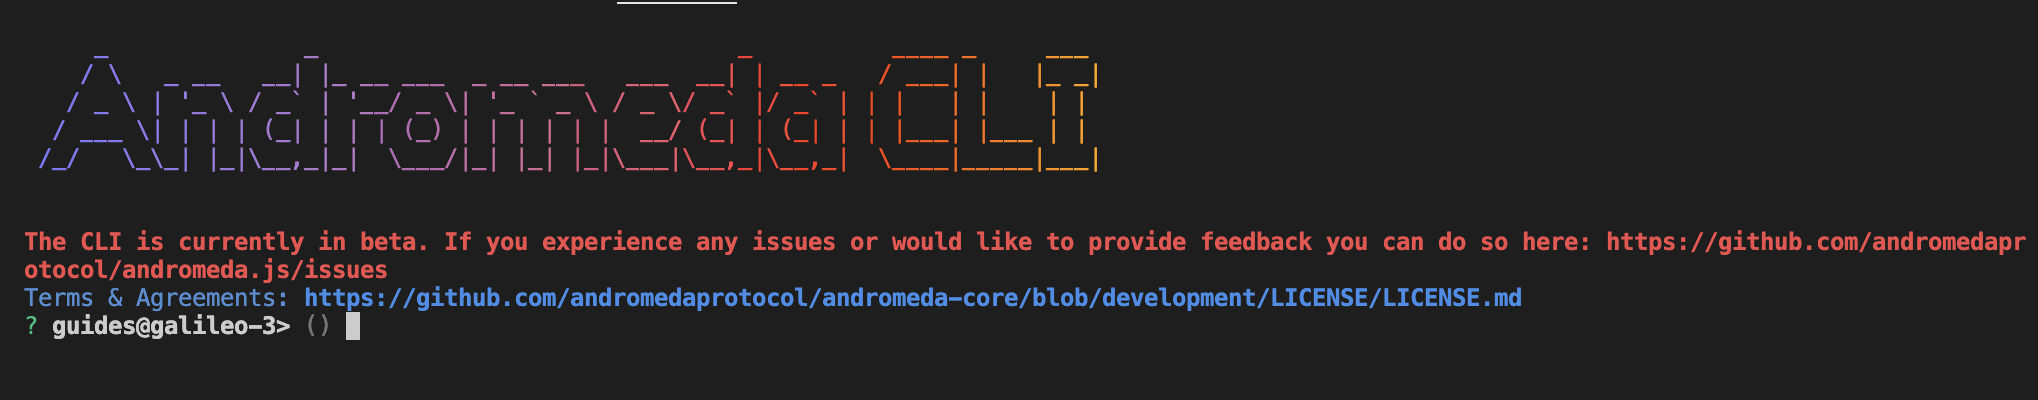 Andromeda CLI
The CLI is currently in beta. If you experience any issues or would like to provide feedback you can do so here: https://github.com/andromedapr
otocol/andromeda.js/issues
Terms & Agreements: https://github.com/andromedaprotocol/andromeda-core/blob/development/LICENSE/LICENSE.md
? guides@galileo-3> ()